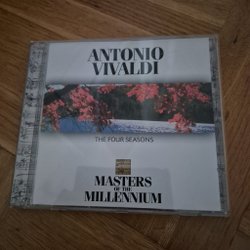 ANTONIO
VIVALDI
THE FOUR SEASONS
MASTERS
OF THE
MILLENNIUM